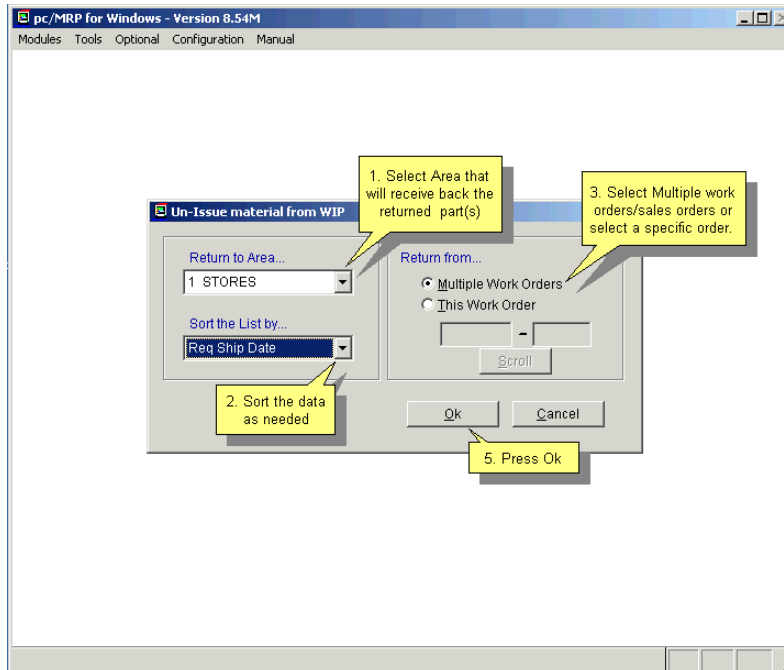 pc/MRP for Windows - Version 8.54M
Modules Tools Optional Configuration Manual
1. Select Area that
will receive back the
returned part(s)
3. Select Multiple work
orders/sales orders or
select a specific order.
Un-Issue material from WIP
Return to Area...
1 STORES
Sort the List by...
Req Ship Date
Return from...
Multiple Work Orders
This Work Order
–
Scroll
2. Sort the data
as needed
Ok Cancel
5. Press Ok